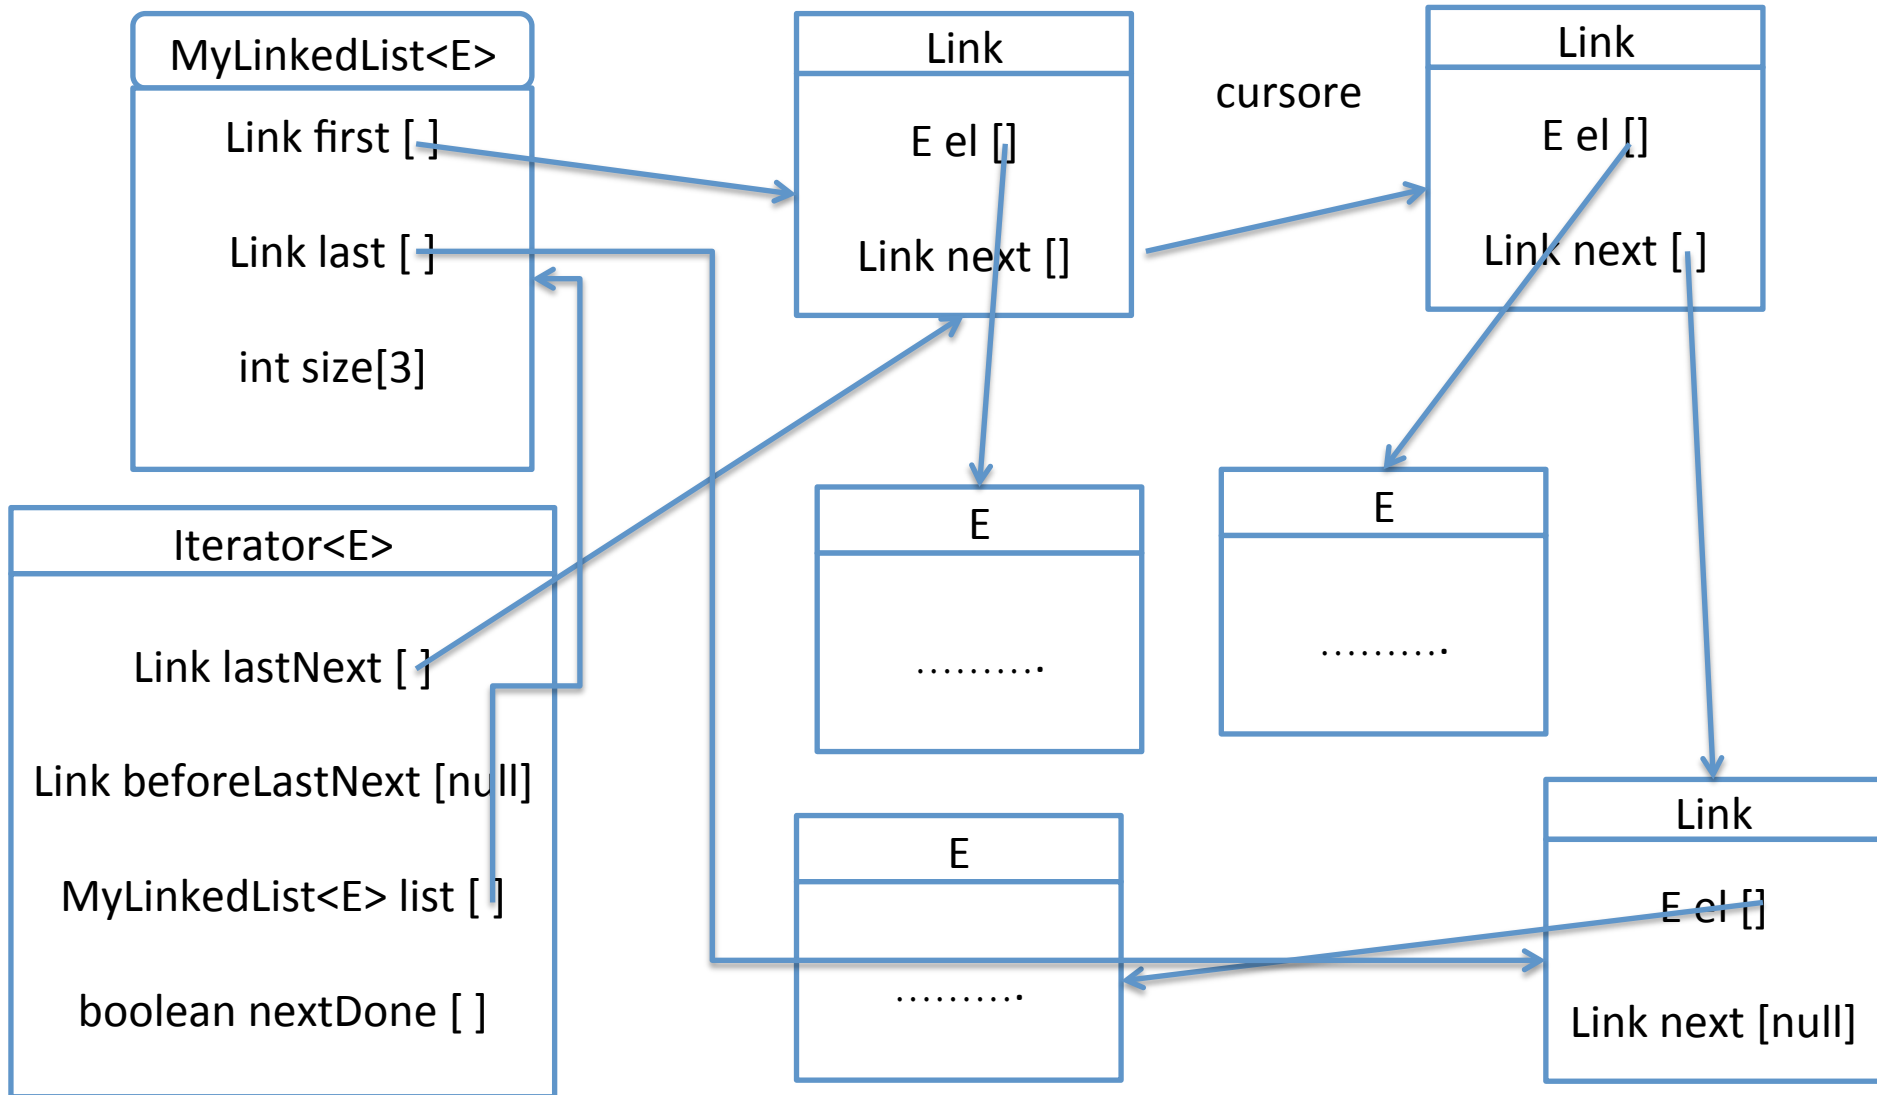 MyLinkedList<E>
Link first [ ]
Link last [ ]
int size[3]
Link
E el []
Link next []
cursore
Link
E el []
Link next [ ]
Iterator<E>
Link lastNext [ ]
Link beforeLastNext [null]
MyLinkedList<E> list [ ]
boolean nextDone [ ]
E
……….
E
……….
E
……….
Link
E el []
Link next [null]